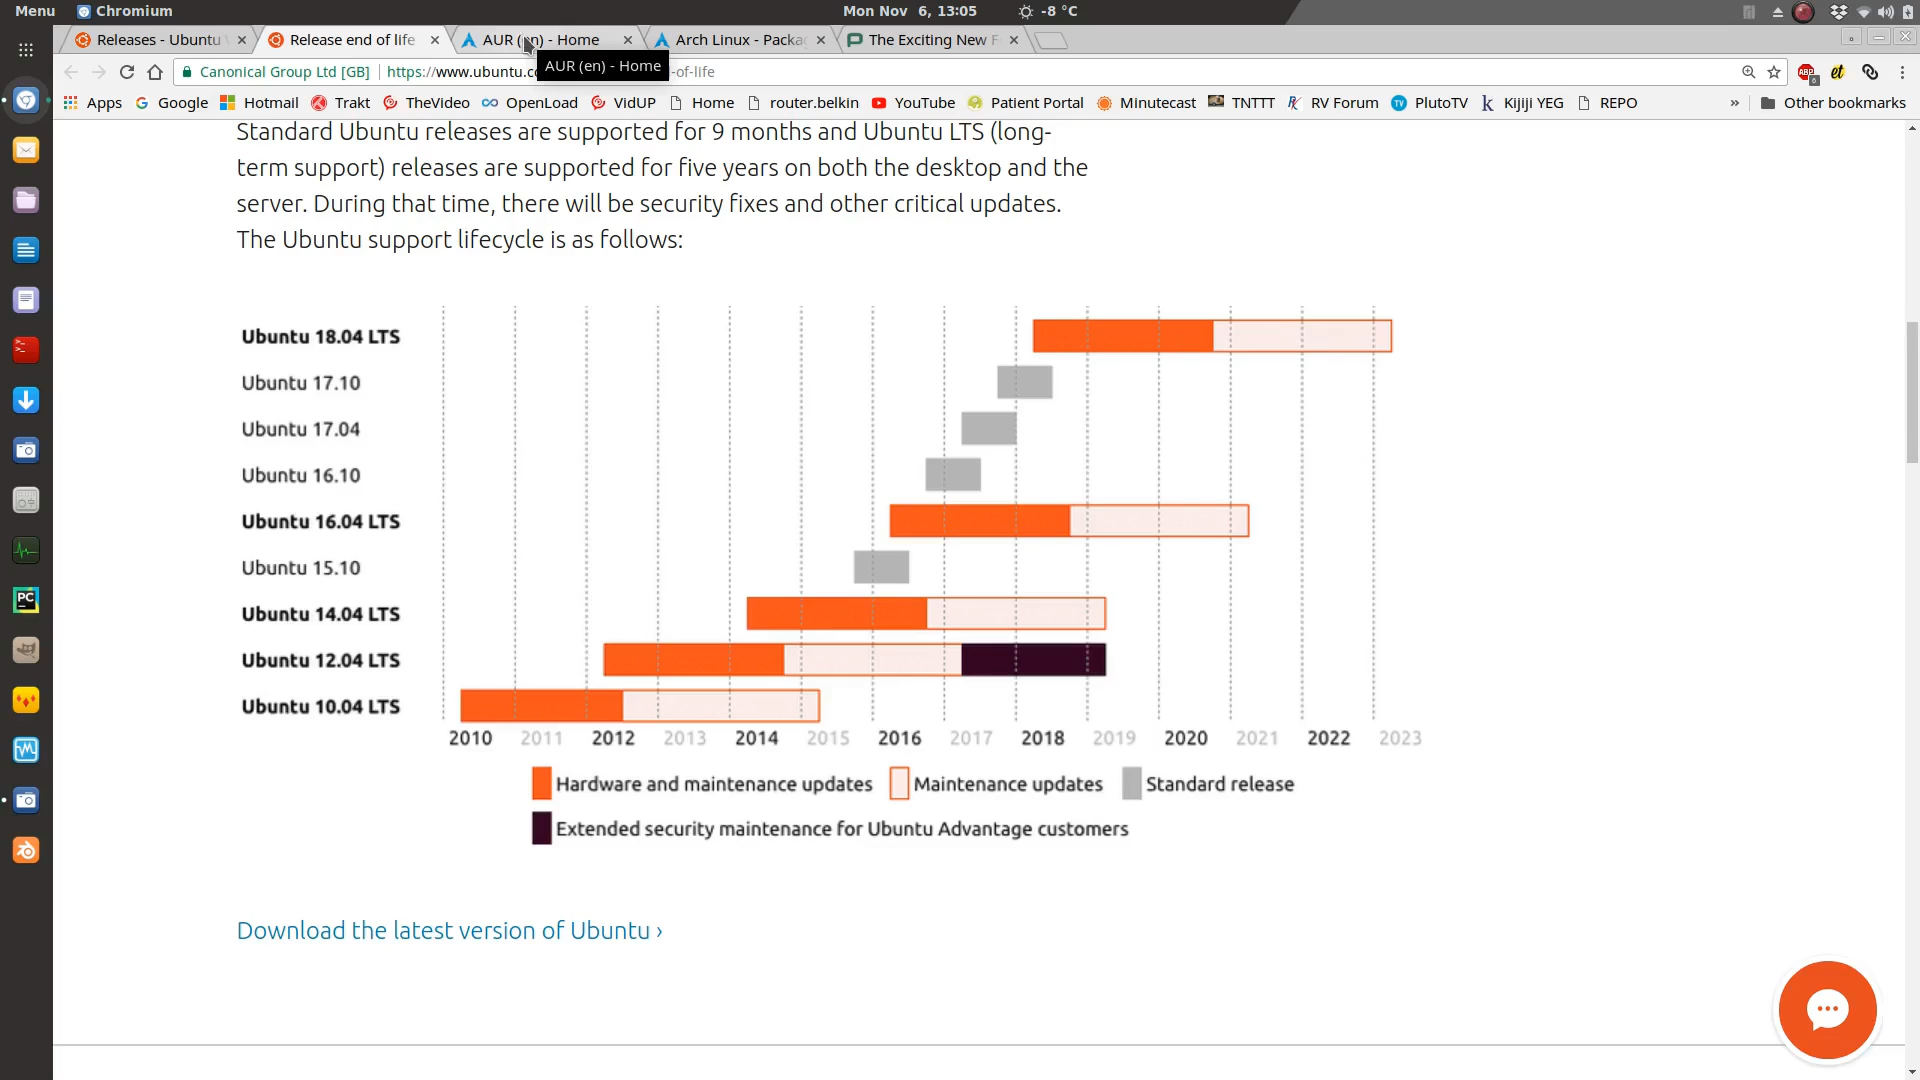 Menu Chromium Mon Nov 6, 13:05 -8 °C
Releases - Ubuntu Release end of life AUR (en) - Home Arch Linux - Packa The Exciting New F
Canonical Group Ltd [GB] https://www.ubuntu.co -of-life
AUR (en) - Home
Apps Google Hotmail Trakt TheVideo OpenLoad VidUP Home router.belkin YouTube Patient Portal Minutecast TNTTT RV Forum PlutoTV Kijiji YEG REPO » Other bookmarks
Standard Ubuntu releases are supported for 9 months and Ubuntu LTS (long-
term support) releases are supported for five years on both the desktop and the
server. During that time, there will be security fixes and other critical updates.
The Ubuntu support lifecycle is as follows:
Ubuntu 18.04 LTS
Ubuntu 17.10
Ubuntu 17.04
Ubuntu 16.10
Ubuntu 16.04 LTS
Ubuntu 15.10
Ubuntu 14.04 LTS
Ubuntu 12.04 LTS
Ubuntu 10.04 LTS
2010 2011 2012 2013 2014 2015 2016 2017 2018 2019 2020 2021 2022 2023
Hardware and maintenance updates Maintenance updates Standard release
Extended security maintenance for Ubuntu Advantage customers
Download the latest version of Ubuntu ›